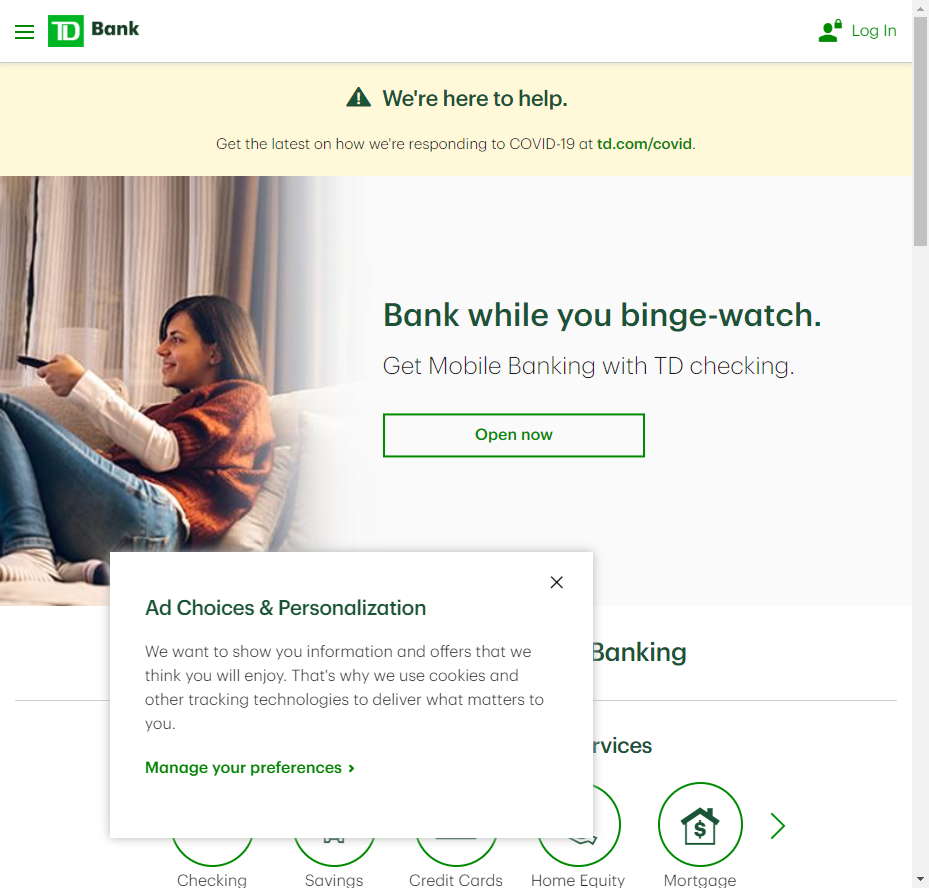 TD Bank
Log In
We're here to help.
Get the latest on how we're responding to COVID-19 at td.com/covid.
Bank while you binge-watch.
Get Mobile Banking with TD checking.
Open now
Ad Choices & Personalization
We want to show you information and offers that we
think you will enjoy. That's why we use cookies and
other tracking technologies to deliver what matters to
you.
Manage your preferences
Banking
rvices
$
Checking
Savings
Credit Cards
Home Equity
Mortgage